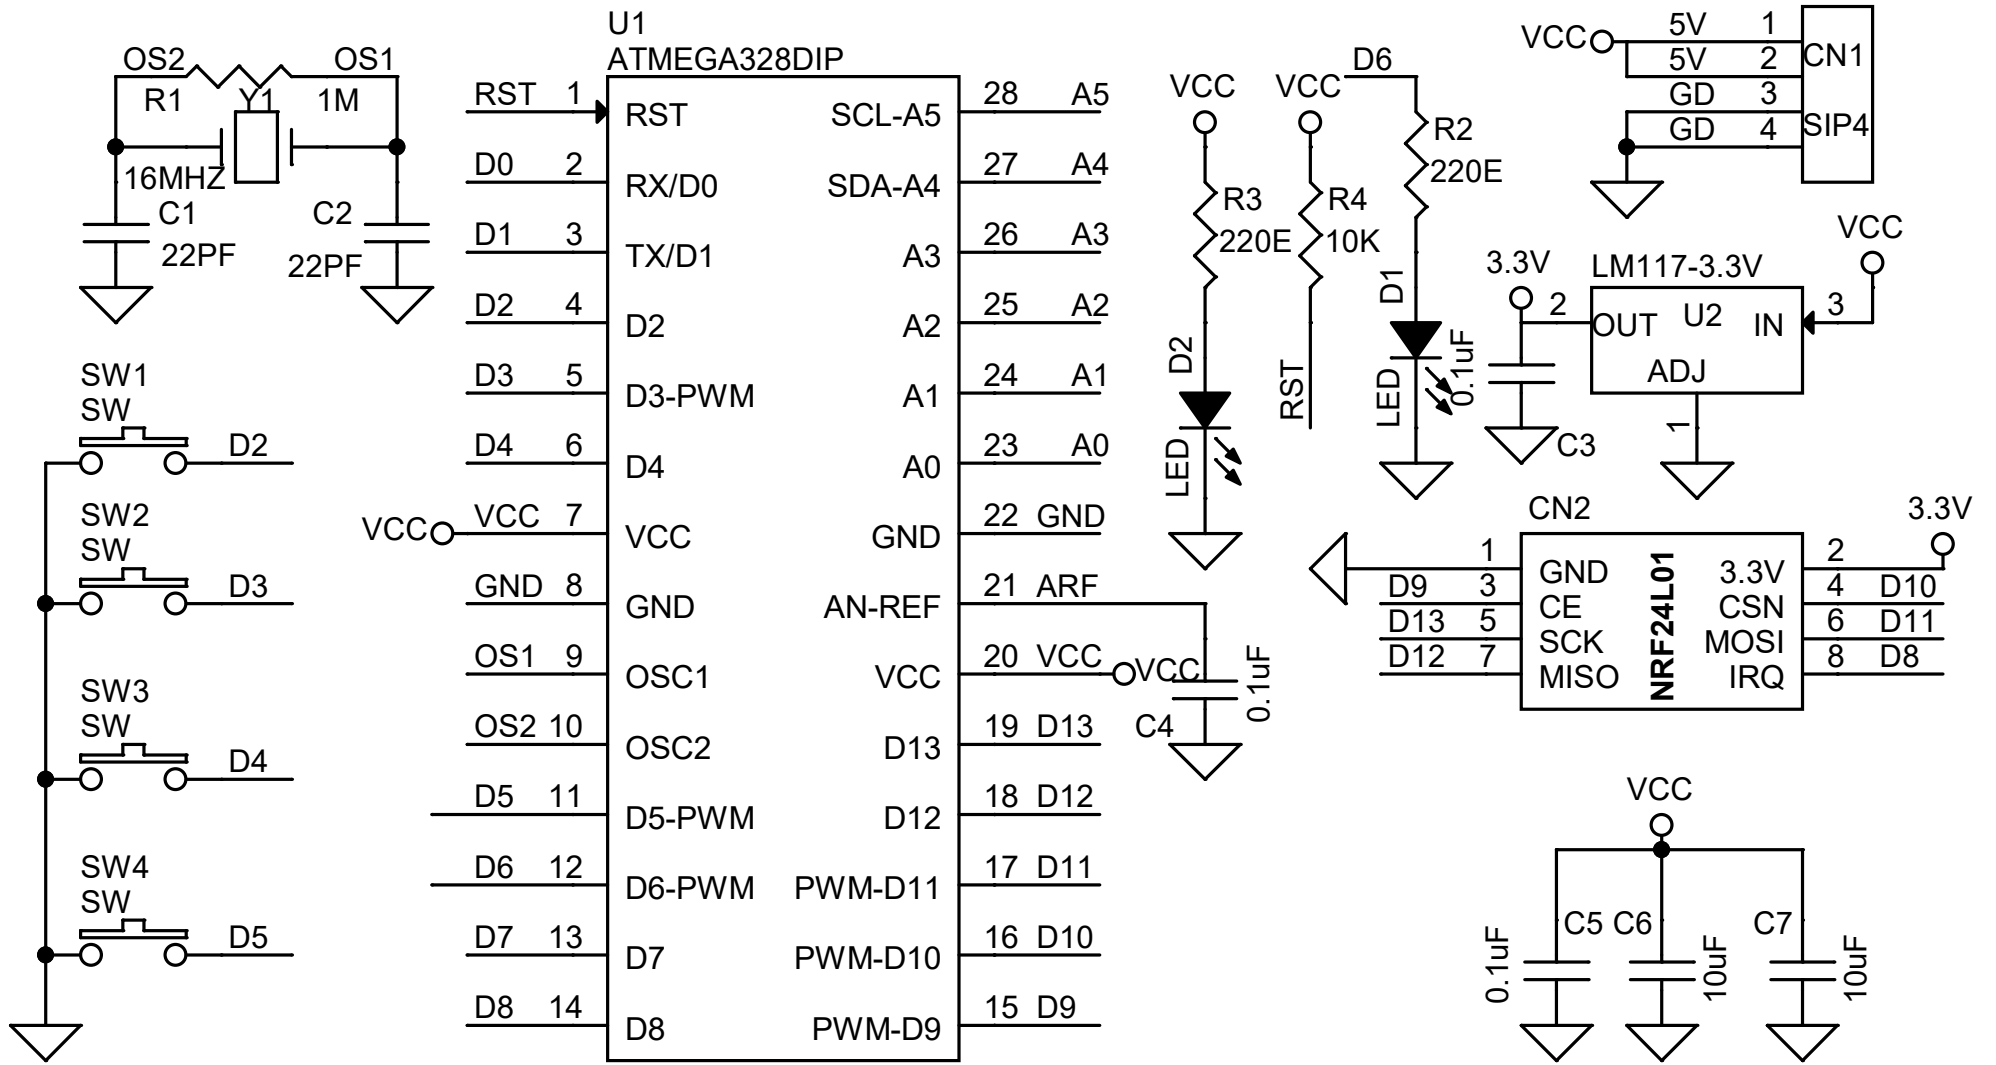 OS2
OS1
R1
Y1
1M
16MHZ
C1
22PF
C2
22PF
SW1
SW
D2
SW2
SW
D3
SW3
SW
D4
SW4
SW
D5
U1
ATMEGA328DIP
RST 1 RST
D0 2 RX/D0
D1 3 TX/D1
D2 4 D2
D3 5 D3-PWM
D4 6 D4
VCC VCC 7 VCC
GND 8 GND
OS1 9 OSC1
OS2 10 OSC2
D5 11 D5-PWM
D6 12 D6-PWM
D7 13 D7
D8 14 D8
SCL-A5 28 A5
SDA-A4 27 A4
A3 26 A3
A2 25 A2
A1 24 A1
A0 23 A0
GND 22 GND
AN-REF 21 ARF
VCC 20 VCC VCC
D13 19 D13
D12 18 D12
PWM-D11 17 D11
PWM-D10 16 D10
PWM-D9 15 D9
C4
0.1uF
VCC
R3
220E
D2
LED
VCC
R4
10K
RST
D6
R2
220E
D1
LED
VCC
5V 1
5V 2
GD 3
GD 4
CN1
SIP4
3.3V
LM117-3.3V
VCC
2 OUT U2 IN 3
ADJ
1
0.1uF
C3
CN2
3.3V
NRF24L01
1 GND 3.3V 2
D9 3 CE CSN 4 D10
D13 5 SCK MOSI 6 D11
D12 7 MISO IRQ 8 D8
VCC
C5 C6 C7
0.1uF
10uF
10uF